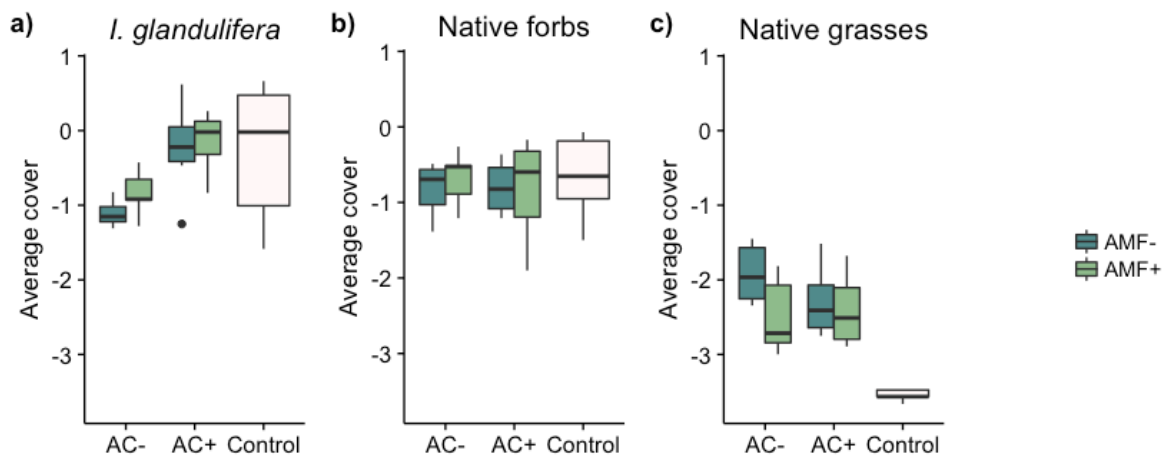 a) I. glandulifera
1
0
-1
-2
-3
Average cover
AC- AC+ Control
b) Native forbs
1
0
-1
-2
-3
Average cover
AC- AC+ Control
c) Native grasses
1
0
-1
-2
-3
Average cover
AC- AC+ Control
AMF-
AMF+